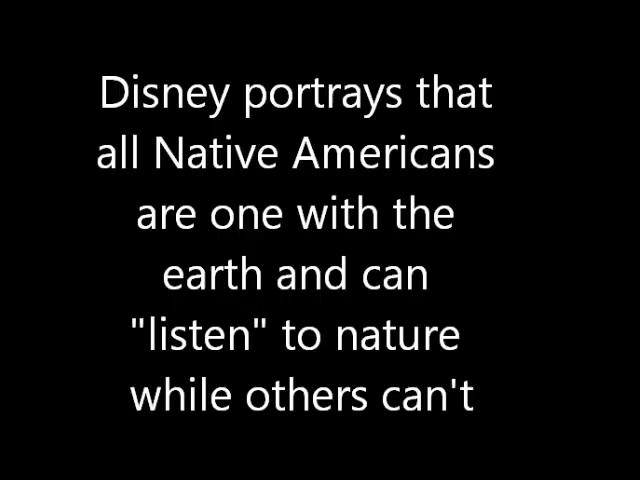 Disney portrays that
all Native Americans
are one with the
earth and can
"listen" to nature
while others can't